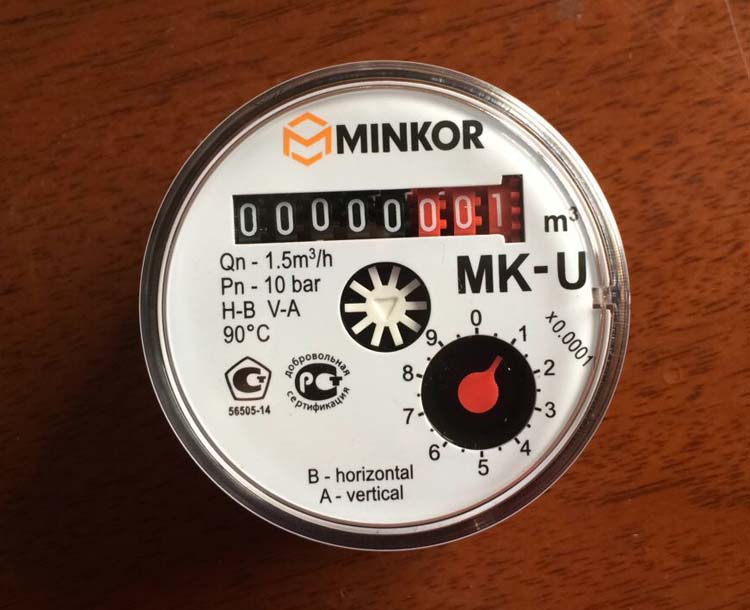 MINKOR
00000001 m³
Qn - 1.5m³/h
Pn - 10 bar
H-B V-A
90°C
MK-U
x0.0001
0
1
2
3
4
5
6
7
8
9
56505-14
добровольная
РСТ
сертификация
B - horizontal
A - vertical